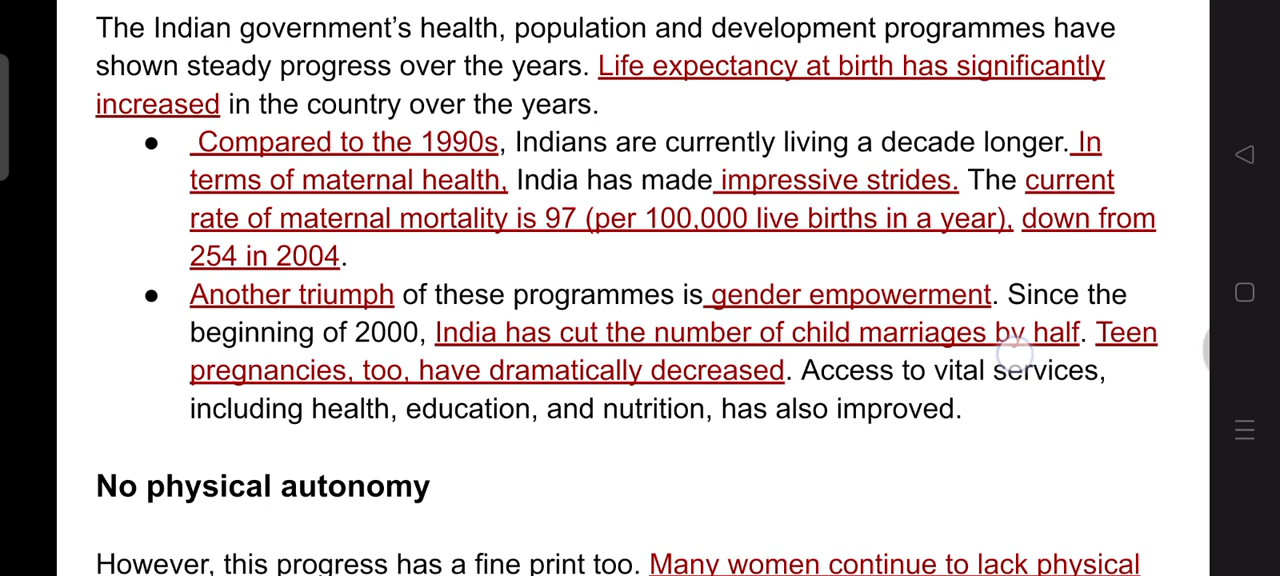 The Indian government’s health, population and development programmes have
shown steady progress over the years. Life expectancy at birth has significantly
increased in the country over the years.
● Compared to the 1990s, Indians are currently living a decade longer. In
terms of maternal health, India has made impressive strides. The current
rate of maternal mortality is 97 (per 100,000 live births in a year), down from
254 in 2004.
● Another triumph of these programmes is gender empowerment. Since the
beginning of 2000, India has cut the number of child marriages by half. Teen
pregnancies, too, have dramatically decreased. Access to vital services,
including health, education, and nutrition, has also improved.
No physical autonomy
However, this progress has a fine print too. Many women continue to lack physical